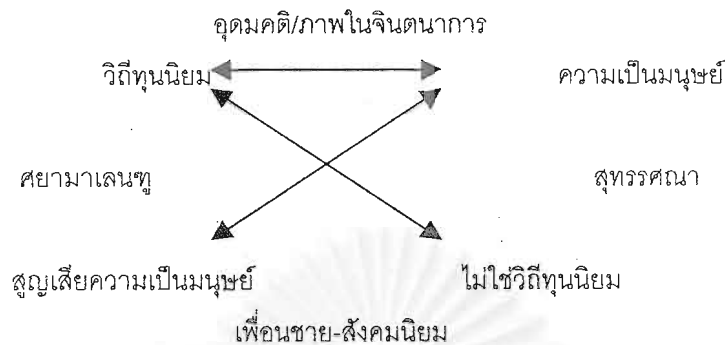 อุดมคติ/ภาพในจินตนาการ
วิถีทุนนิยม ความเป็นมนุษย์
ศยามาเลนฑู สุทรรศณา
สูญเสียความเป็นมนุษย์ ไม่ใช่วิถีทุนนิยม
เพื่อนชาย-สังคมนิยม